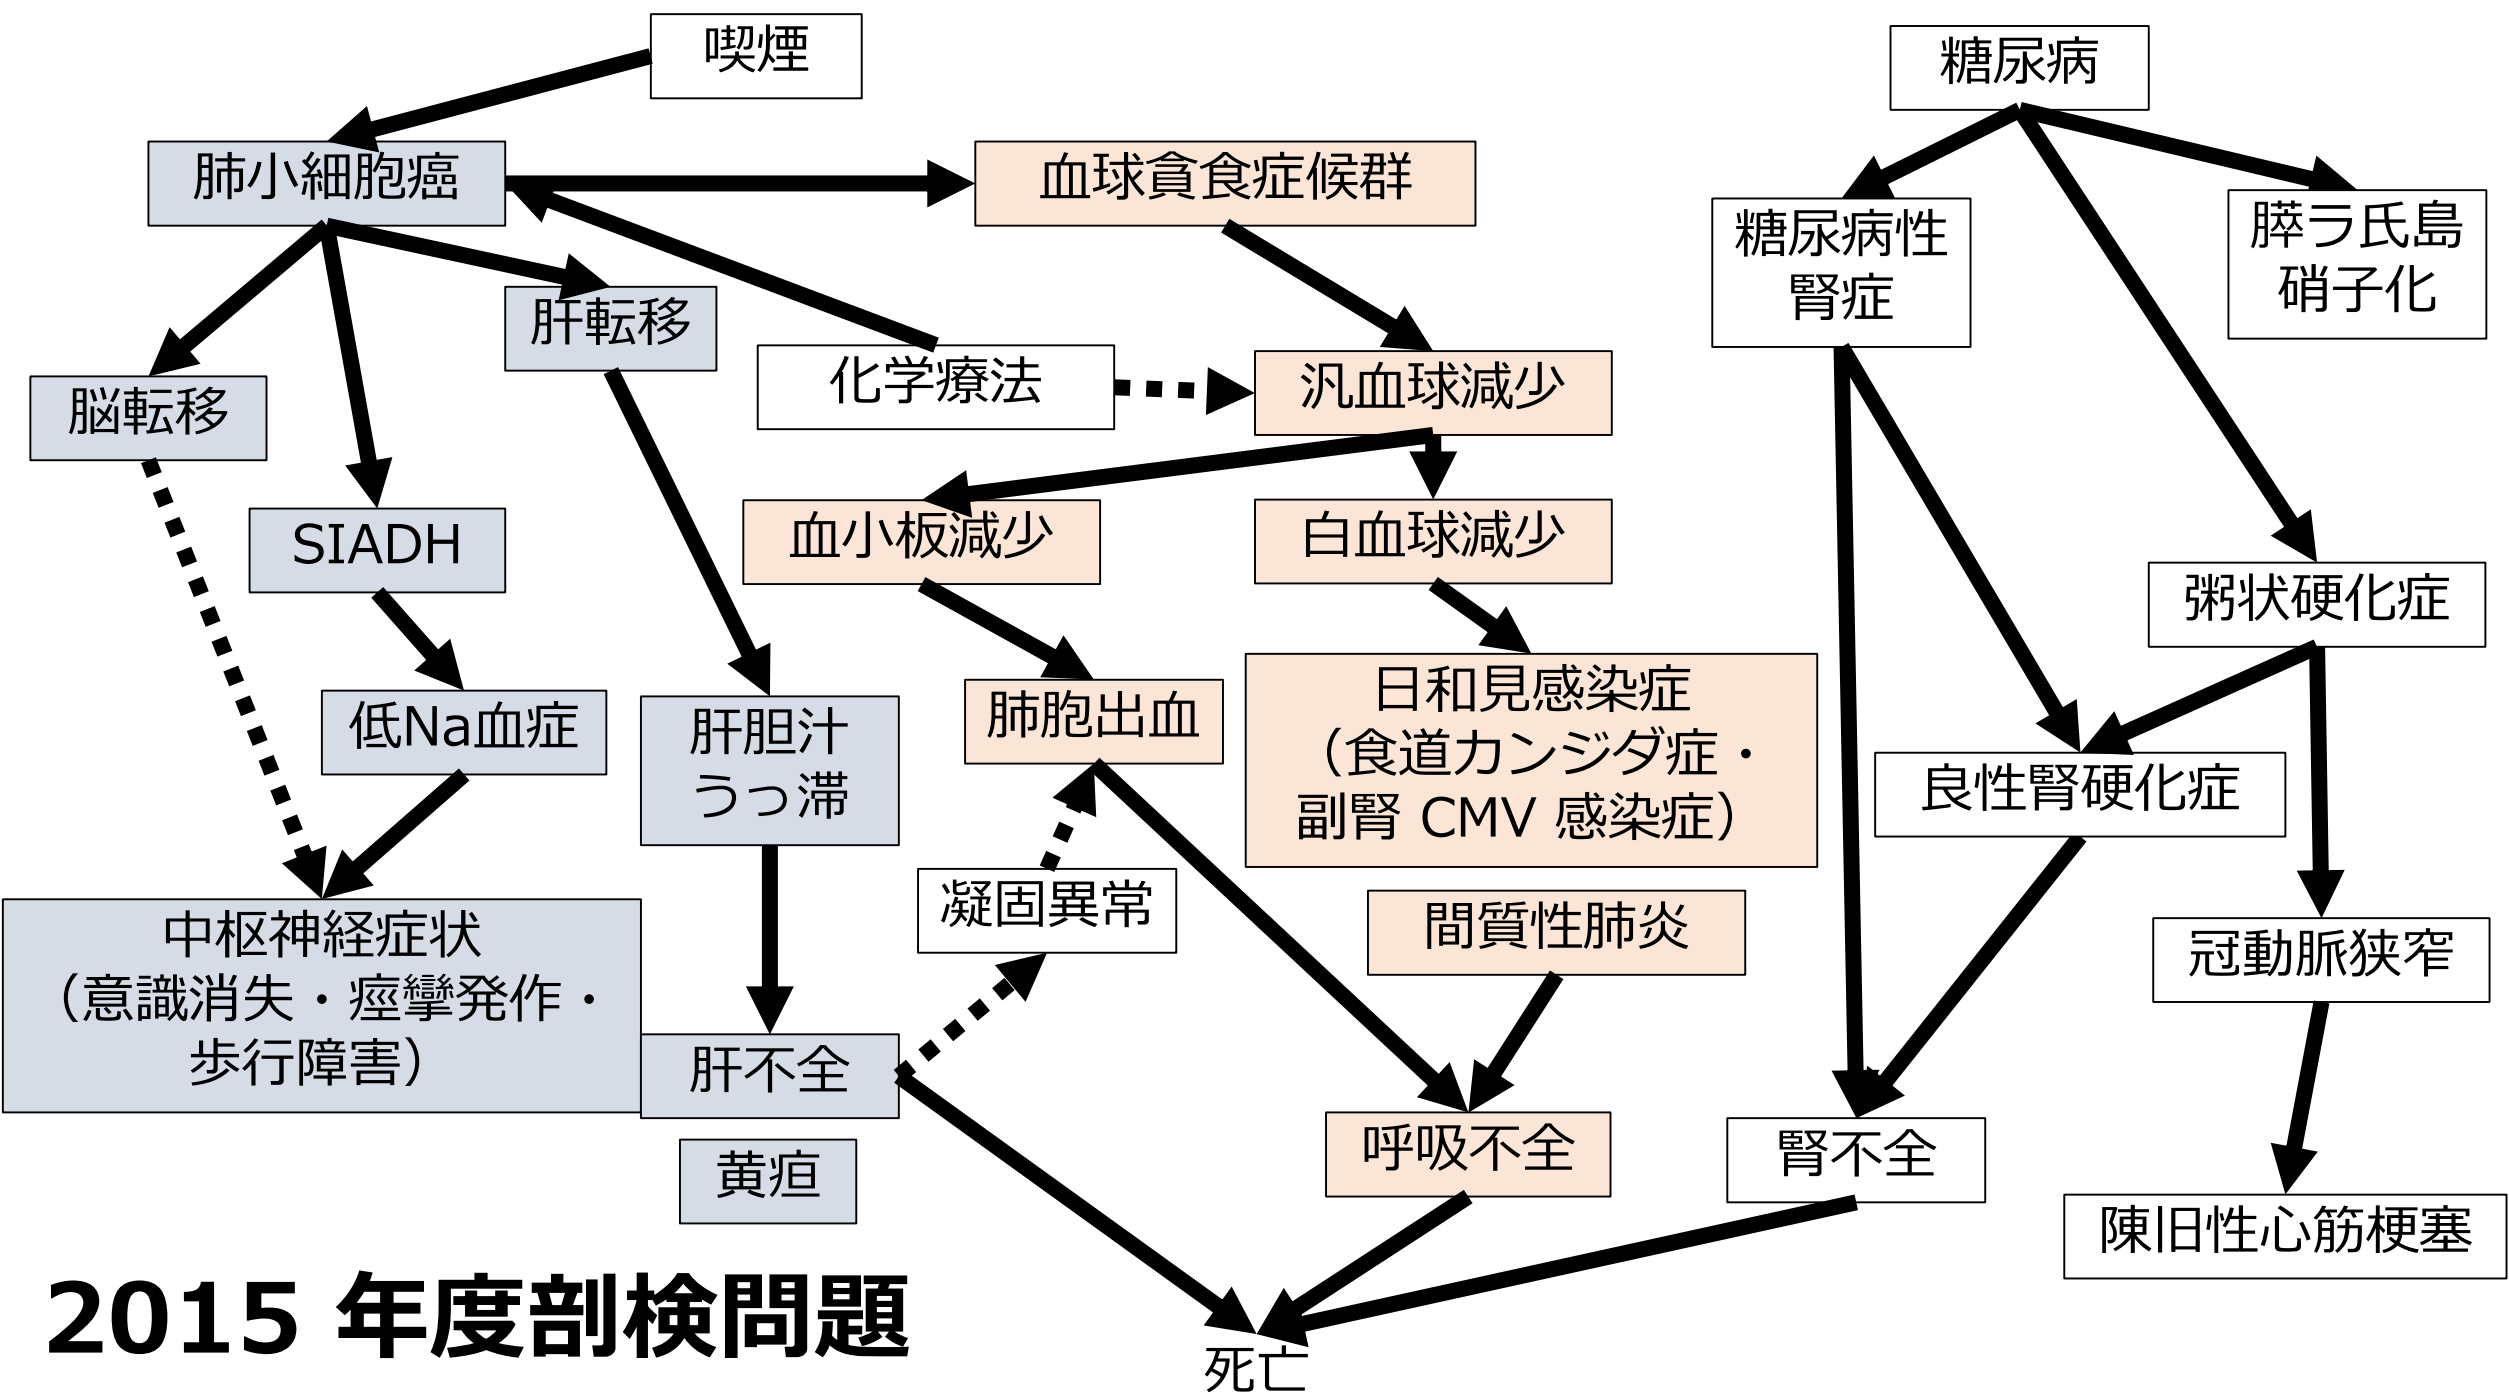 喫煙
糖尿病
肺小細胞癌
血球貪食症候群
糖尿病性
腎症
膵ラ氏島
硝子化
肝転移
化学療法
汎血球減少
脳転移
SIADH
血小板減少
白血球減少
粥状硬化症
低Na血症
肝胆汁
うっ滞
肺胞出血
日和見感染症
（食道カンジダ症・
副腎 CMV 感染症）
良性腎硬化症
凝固異常
間質性肺炎
冠動脈狭窄
中枢神経症状
（意識消失・痙攣発作・
歩行障害）
肝不全
呼吸不全
腎不全
黄疸
陳旧性心筋梗塞
2015 年度剖検問題
死亡